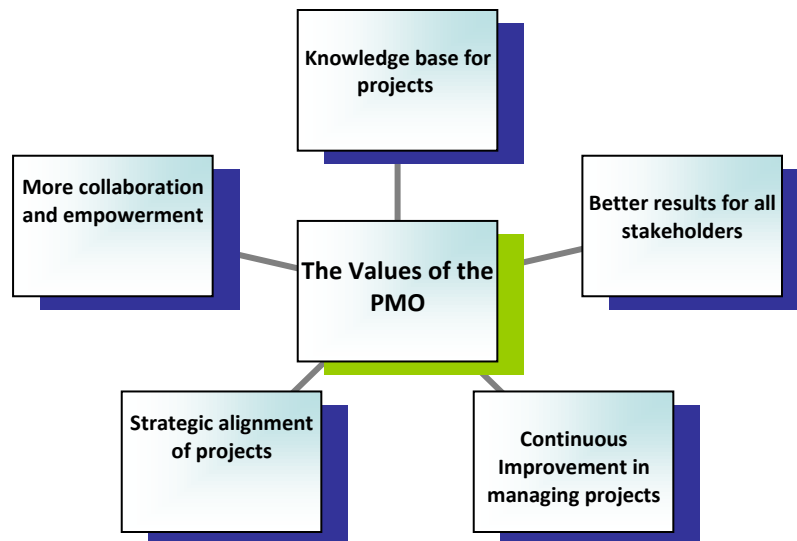 Knowledge base for
projects
More collaboration
and empowerment
Better results for all
stakeholders
The Values of the
PMO
Strategic alignment
of projects
Continuous
Improvement in
managing projects